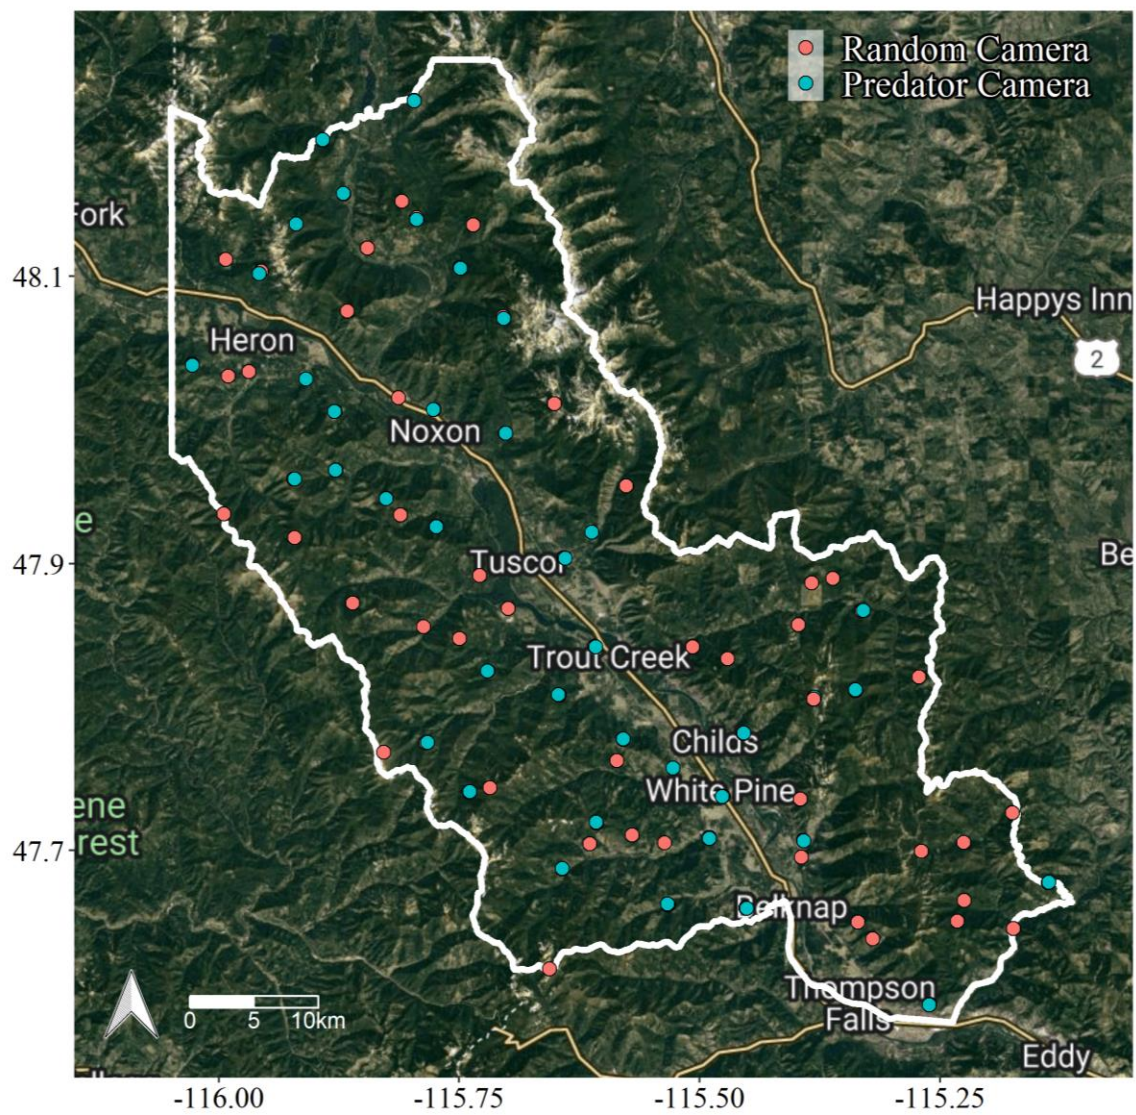 Random Camera
Predator Camera
Fork
48.1
Happys Inn
2
Heron
Noxon
e
47.9
Tuscor
Be
Trout Creek
Childs
White Pine
ene
rest
47.7
Belknap
Thompson
Falls
0 5 10km
Eddy
-116.00 -115.75 -115.50 -115.25